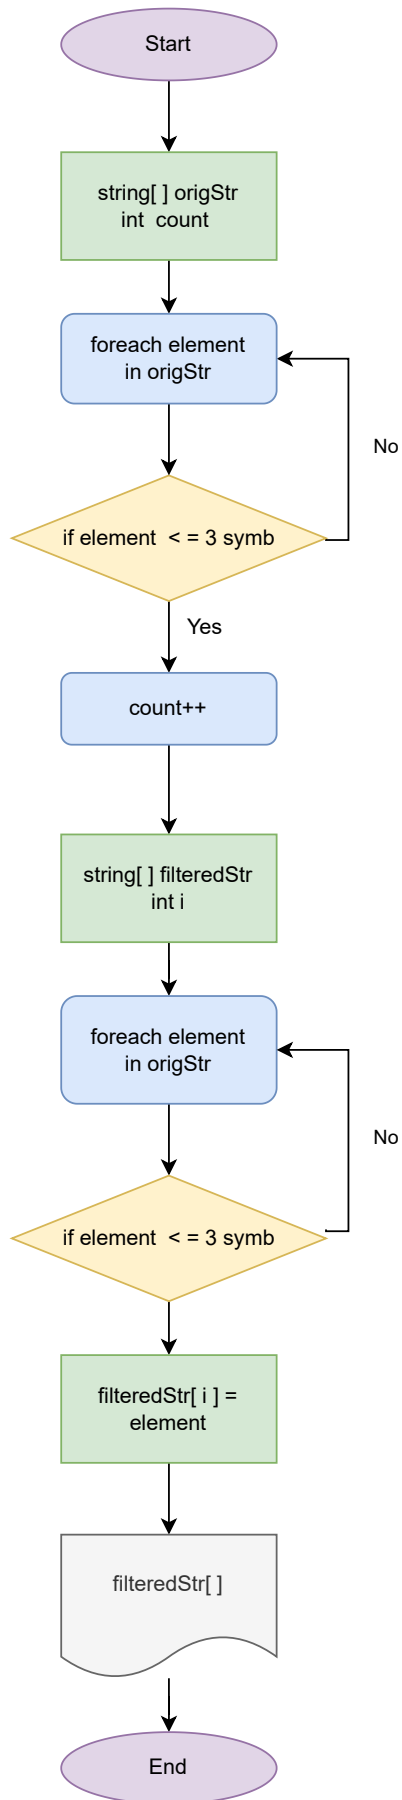 Start
string[ ] origStr
int  count
foreach element
in origStr
No
if element  < = 3 symb
Yes
count++
string[ ] filteredStr
int i
foreach element
in origStr
No
if element  < = 3 symb
filteredStr[ i ] =
element
filteredStr[ ]
End